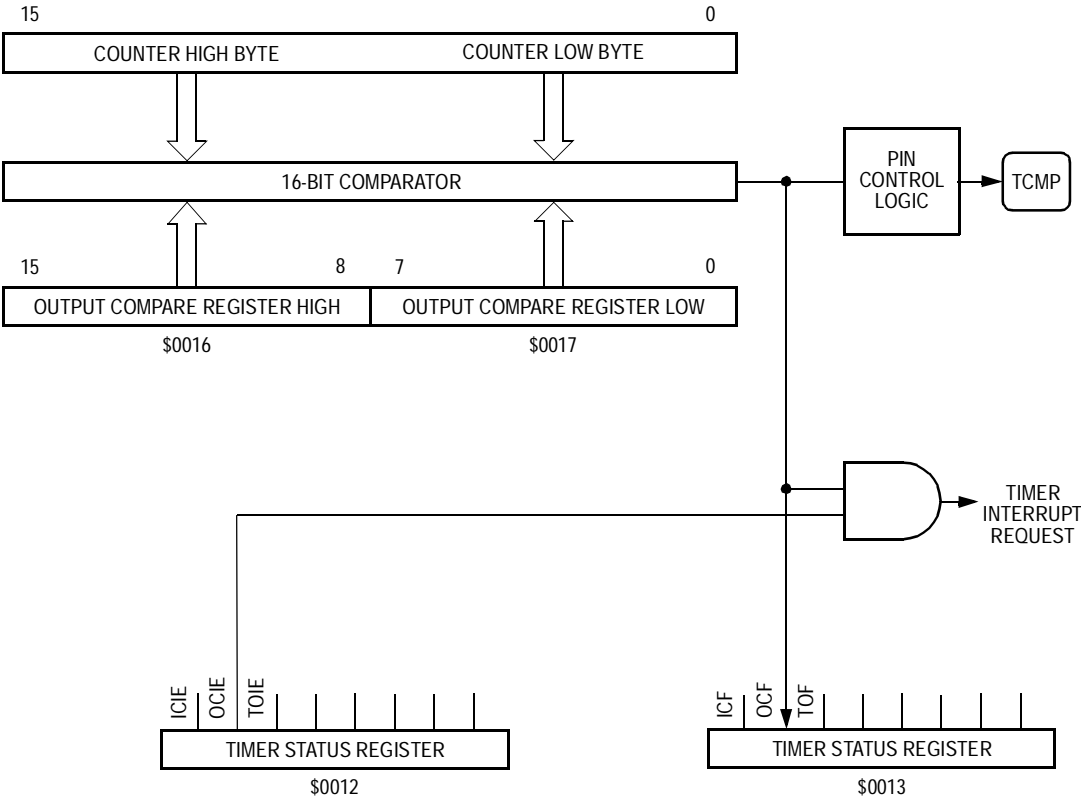 15 0
COUNTER HIGH BYTE COUNTER LOW BYTE
16-BIT COMPARATOR
PIN
CONTROL
LOGIC
TCMP
15 8 7 0
OUTPUT COMPARE REGISTER HIGH OUTPUT COMPARE REGISTER LOW
$0016 $0017
TIMER
INTERRUPT
REQUEST
ICIE
OCIE
TOIE
TIMER STATUS REGISTER
$0012
ICF
OCF
TOF
TIMER STATUS REGISTER
$0013